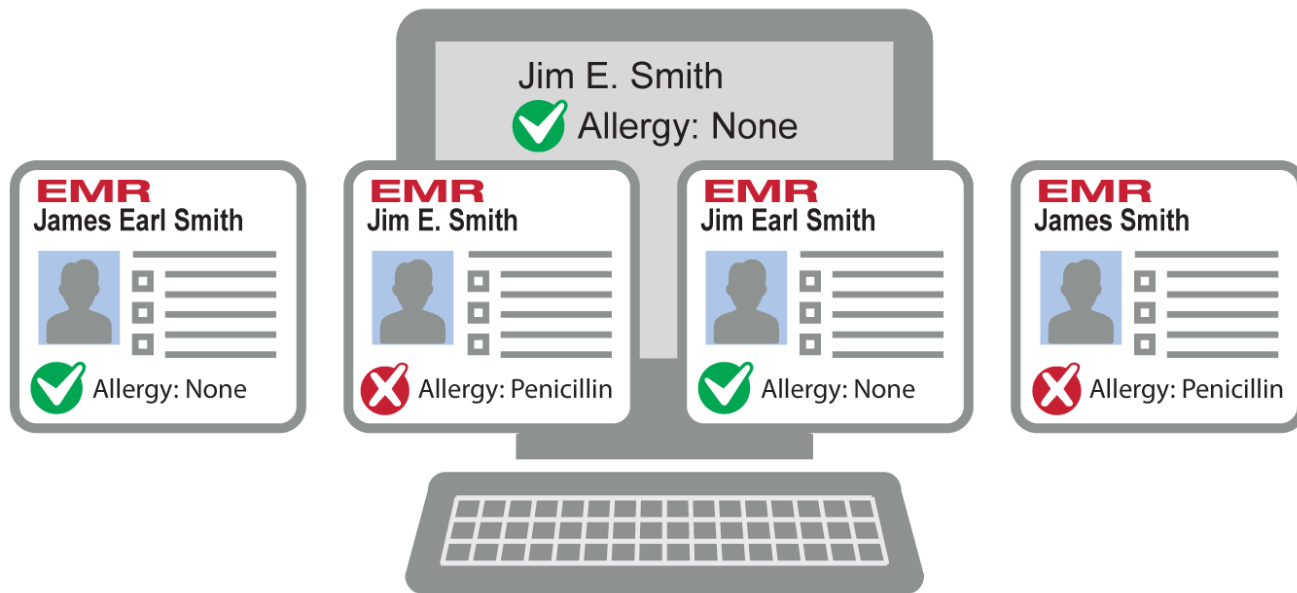 Jim E. Smith
Allergy: None
EMR
James Earl Smith
Allergy: None
EMR
Jim E. Smith
Allergy: Penicillin
EMR
Jim Earl Smith
Allergy: None
EMR
James Smith
Allergy: Penicillin